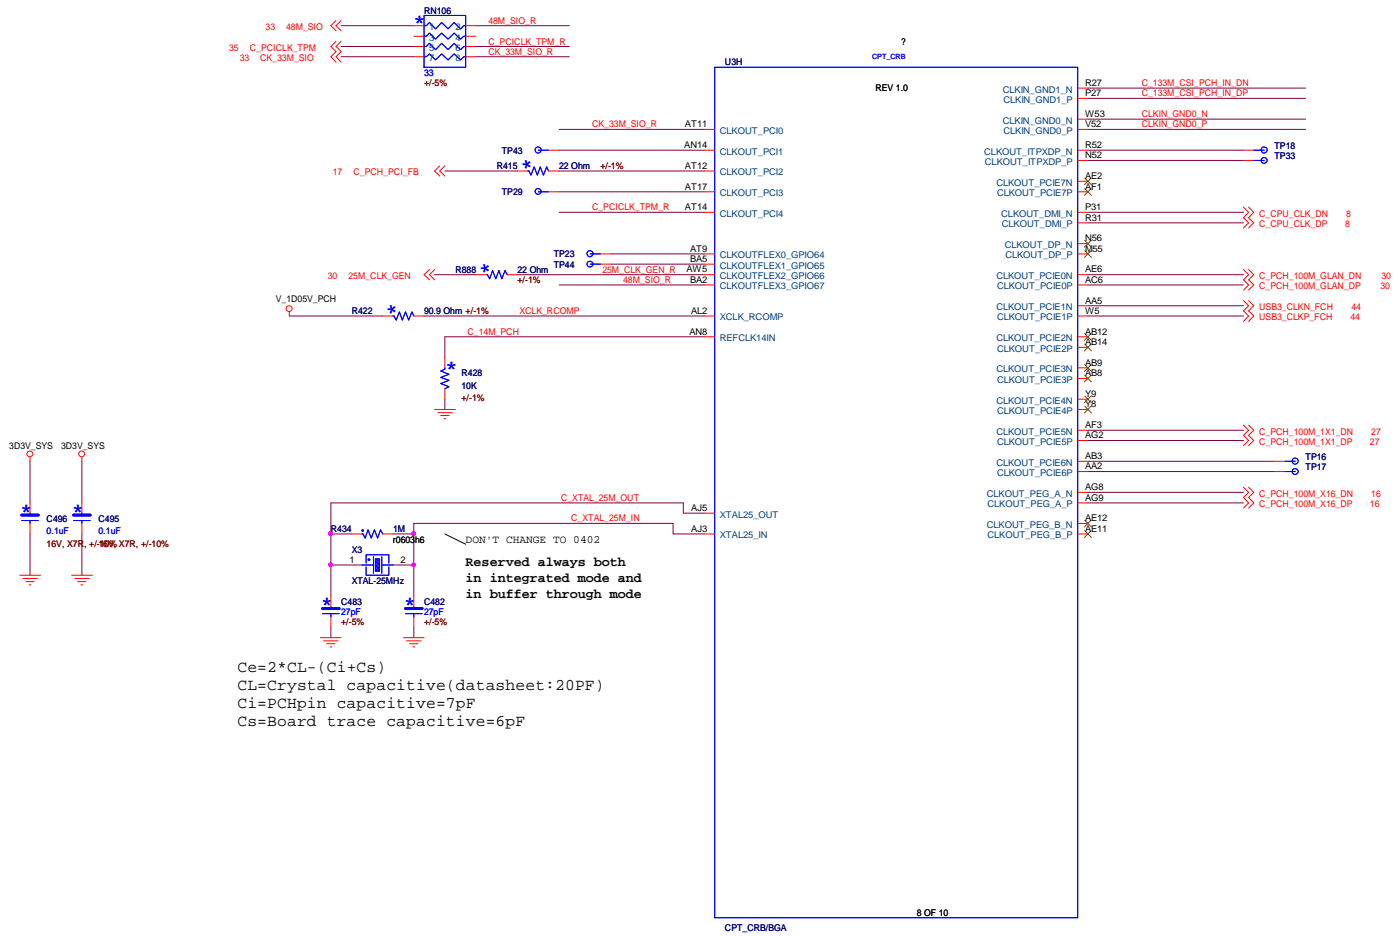 RN106
33 48M_SIO
48M_SIO_R
1 2
3 4
35 C_PCICLK_TPM
5 6
C_PCICLK_TPM_R
33 CK_33M_SIO
7 8
CK_33M_SIO_R
33
+/-5%
?
CPT_CRB
U3H
REV 1.0
CK_33M_SIO_R AT11 CLKOUT_PCI0
TP43 AN14 CLKOUT_PCI1
17 C_PCH_PCI_FB R415 22 Ohm +/-1% AT12 CLKOUT_PCI2
TP29 AT17 CLKOUT_PCI3
C_PCICLK_TPM_R AT14 CLKOUT_PCI4
TP23 AT9 CLKOUTFLEX0_GPIO64
TP44 BA5 CLKOUTFLEX1_GPIO65
30 25M_CLK_GEN R888 22 Ohm 25M_CLK_GEN_R AW5 CLKOUTFLEX2_GPIO66
+/-1% 48M_SIO_R BA2 CLKOUTFLEX3_GPIO67
V_1D05V_PCH
R422 90.9 Ohm +/-1% XCLK_RCOMP AL2 XCLK_RCOMP
C_14M_PCH AN8 REFCLK14IN
R428
10K
+/-1%
CLKIN_GND1_N R27 C_133M_CSI_PCH_IN_DN
CLKIN_GND1_P P27 C_133M_CSI_PCH_IN_DP
CLKIN_GND0_N W53 CLKIN_GND0_N
CLKIN_GND0_P V52 CLKIN_GND0_P
CLKOUT_ITPXDP_N R52 TP18
CLKOUT_ITPXDP_P N52 TP33
CLKOUT_PCIE7N AE2
CLKOUT_PCIE7P AF1
CLKOUT_DMI_N P31 C_CPU_CLK_DN 8
CLKOUT_DMI_P R31 C_CPU_CLK_DP 8
CLKOUT_DP_N N56
CLKOUT_DP_P M55
CLKOUT_PCIE0N AE6 C_PCH_100M_GLAN_DN 30
CLKOUT_PCIE0P AC6 C_PCH_100M_GLAN_DP 30
CLKOUT_PCIE1N AA5 USB3_CLKN_FCH 44
CLKOUT_PCIE1P W5 USB3_CLKP_FCH 44
CLKOUT_PCIE2N AB12
CLKOUT_PCIE2P AB14
CLKOUT_PCIE3N AB9
CLKOUT_PCIE3P AB8
CLKOUT_PCIE4N Y9
CLKOUT_PCIE4P Y8
CLKOUT_PCIE5N AF3 C_PCH_100M_1X1_DN 27
CLKOUT_PCIE5P AG2 C_PCH_100M_1X1_DP 27
CLKOUT_PCIE6N AB3 TP16
CLKOUT_PCIE6P AA2 TP17
CLKOUT_PEG_A_N AG8 C_PCH_100M_X16_DN 16
CLKOUT_PEG_A_P AG9 C_PCH_100M_X16_DP 16
CLKOUT_PEG_B_N AE12
CLKOUT_PEG_B_P AE11
3D3V_SYS 3D3V_SYS
C496 C495
0.1uF 0.1uF
16V, X7R, +/-10% 16V, X7R, +/-10%
C_XTAL_25M_OUT AJ5 XTAL25_OUT
C_XTAL_25M_IN AJ3 XTAL25_IN
R434 1M
r0603h6
DON'T CHANGE TO 0402
X3
1 2
XTAL-25MHz
Reserved always both
in integrated mode and
in buffer through mode
C483 C482
27pF 27pF
+/-5% +/-5%
Ce=2*CL-(Ci+Cs)
CL=Crystal capacitive(datasheet:20PF)
Ci=PCHpin capacitive=7pF
Cs=Board trace capacitive=6pF
8 OF 10
CPT_CRB/BGA